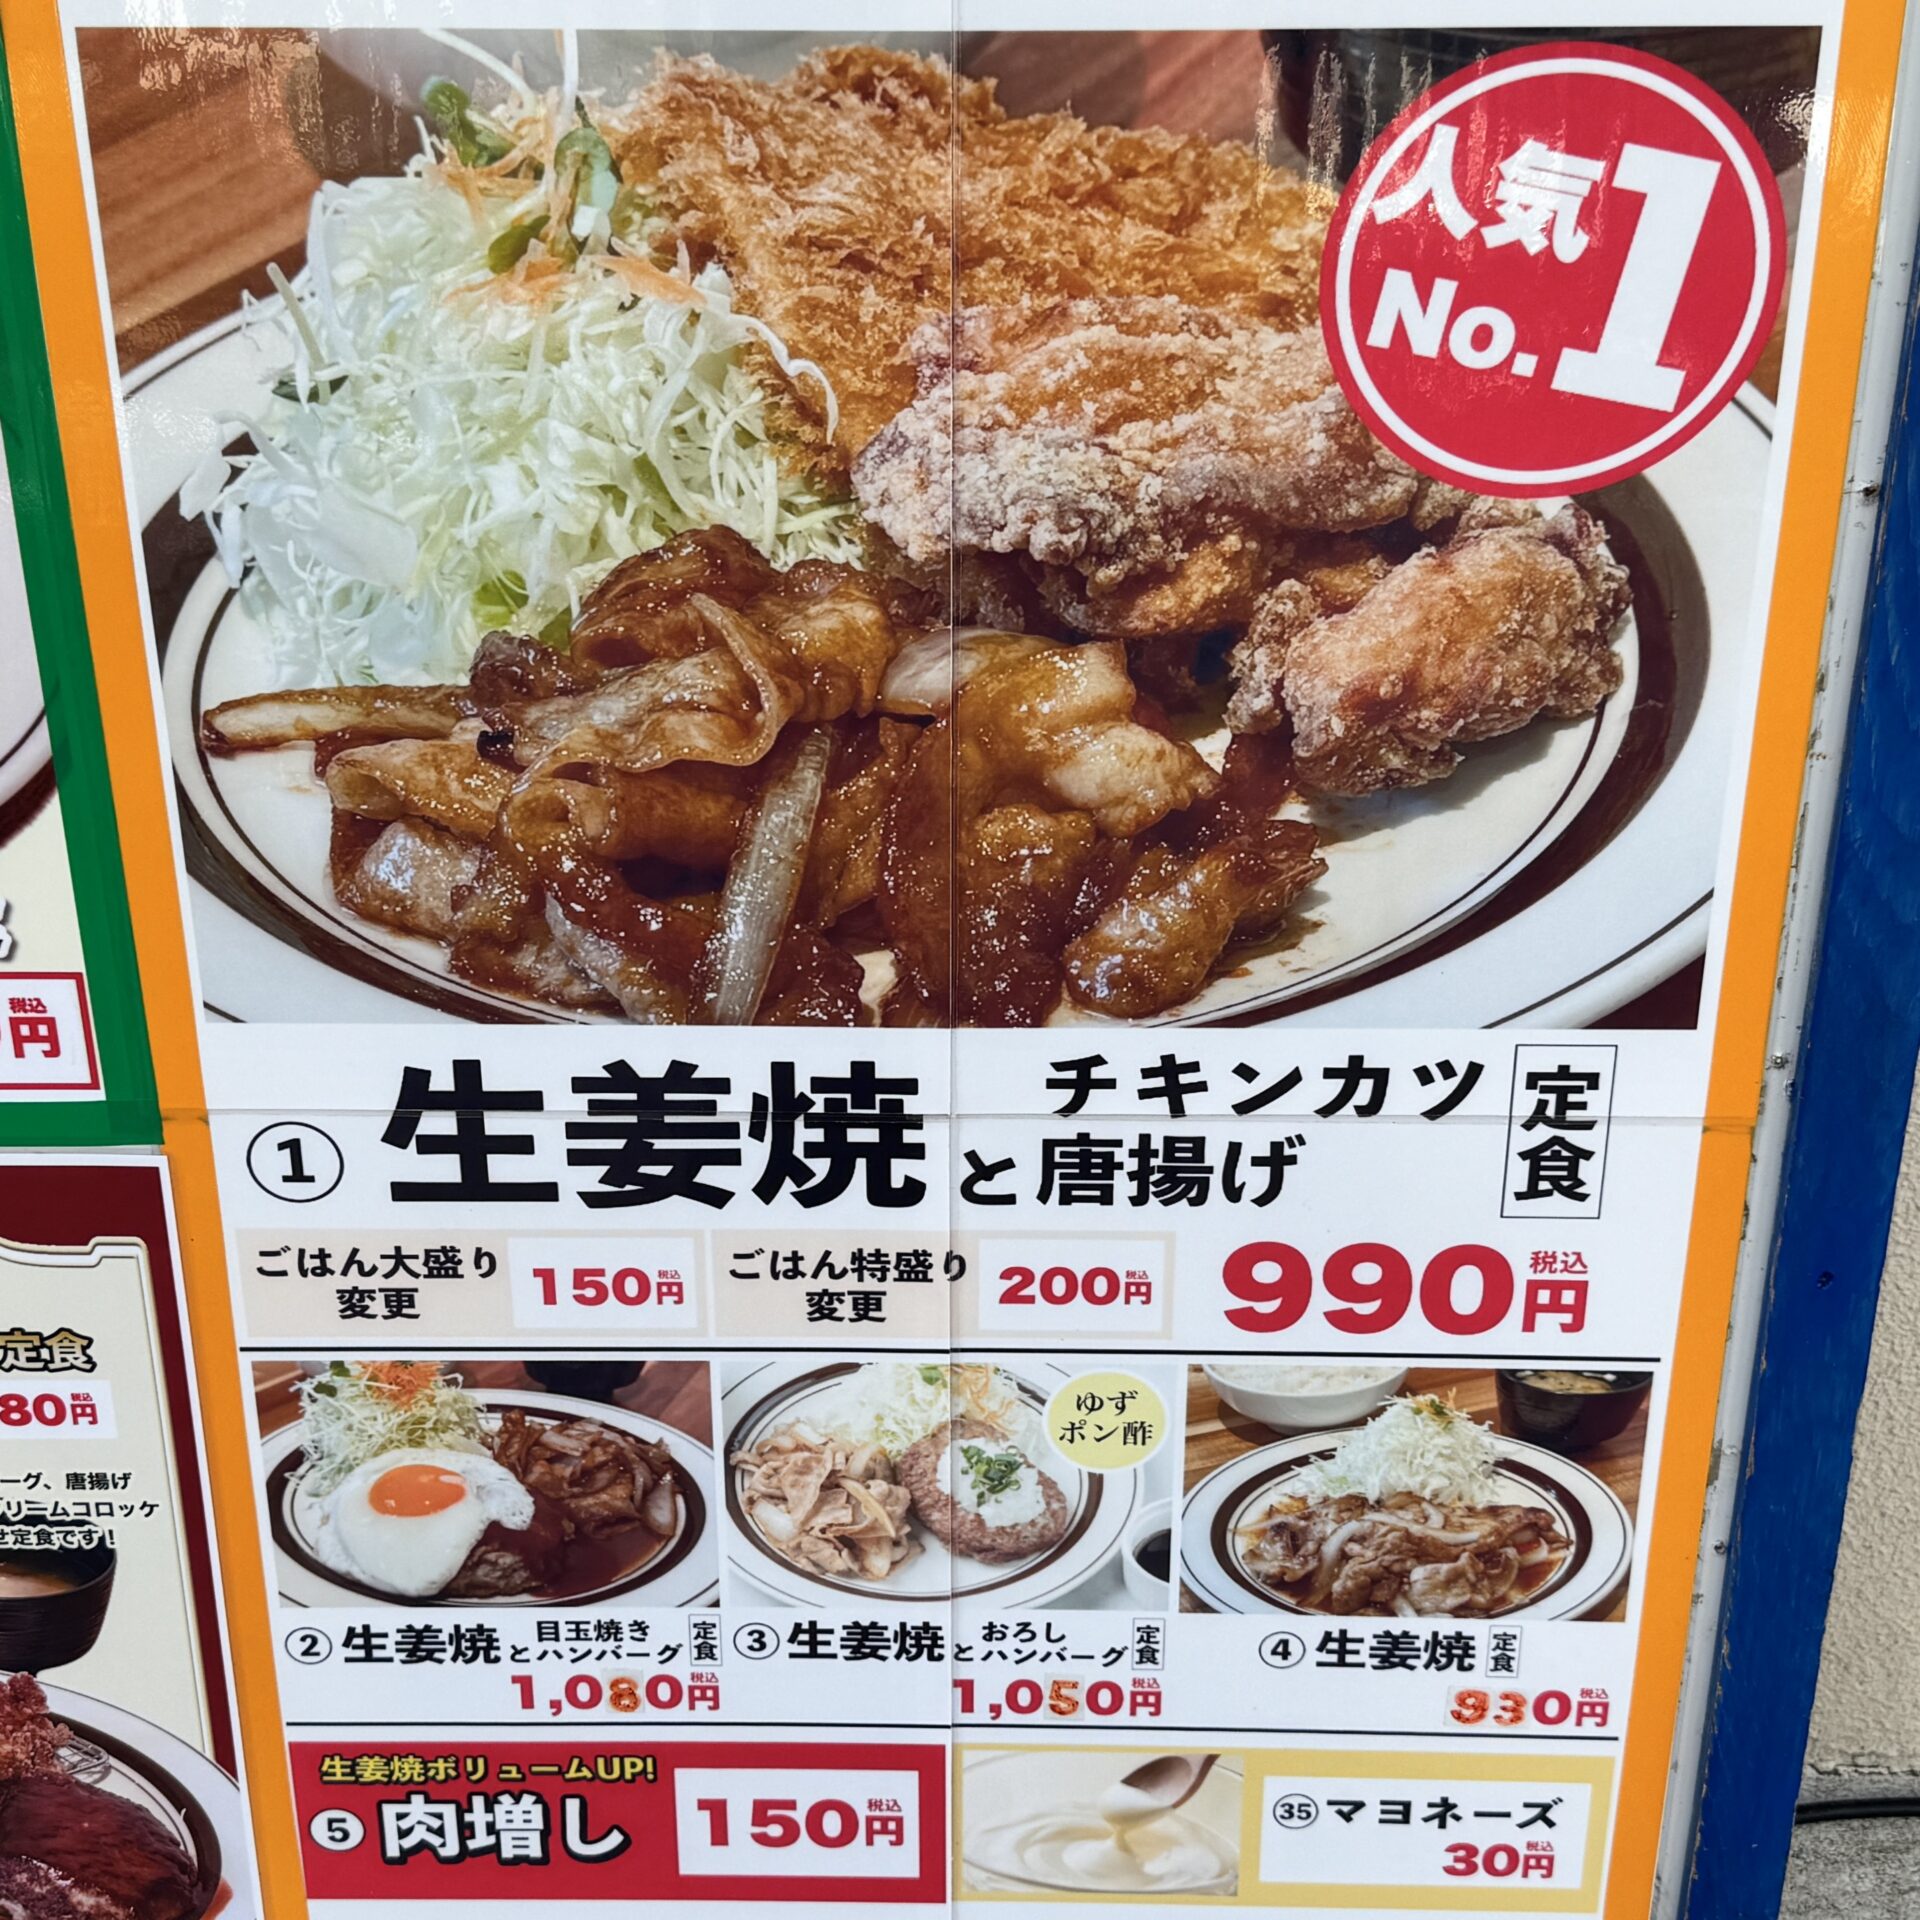 人気
No.1
① 生姜焼とチキンカツ唐揚げ 定食
ごはん大盛り変更 150円 税込
ごはん特盛り変更 200円 税込
990円 税込
ゆず
ポン酢
② 生姜焼と目玉焼きハンバーグ 定食
1,080円 税込
③ 生姜焼とおろしハンバーグ 定食
1,050円 税込
④ 生姜焼 定食
930円 税込
生姜焼ボリュームUP!
⑤ 肉増し 150円 税込
㉟ マヨネーズ
30円 税込
税込
円
定食
80円 税込
ーグ、唐揚げ
リームコロッケ
せ定食です!